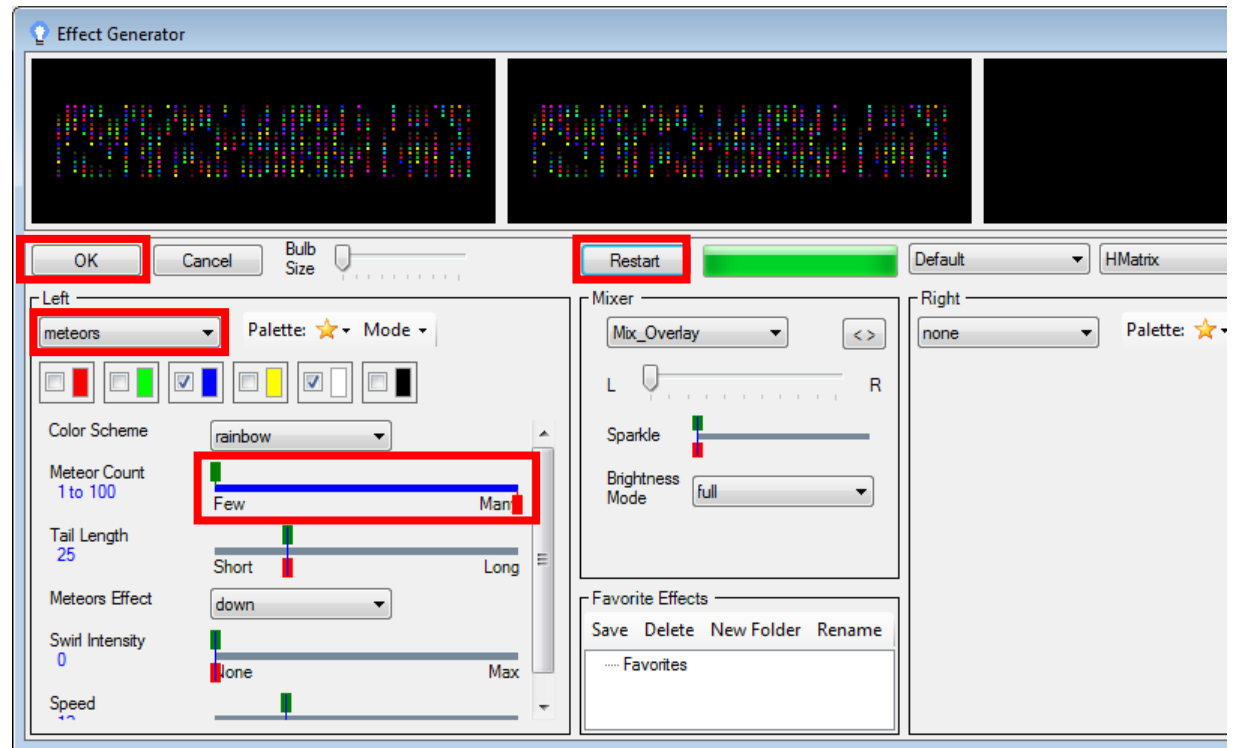 Effect Generator
OK
Cancel
Bulb
Size
Restart
Default
HMatrix
Left
meteors
Palette:
Mode
Color Scheme
rainbow
Meteor Count
1 to 100
Few
Tail Length
25
Short
Long
Meteors Effect
down
Swirl Intensity
0
None
Max
Speed
Mixer
Mix_Overlay
<>
L
R
Sparkle
Brightness
Mode
full
Favorite Effects
Save Delete New Folder Rename
Favorites
Right
none
Palette: